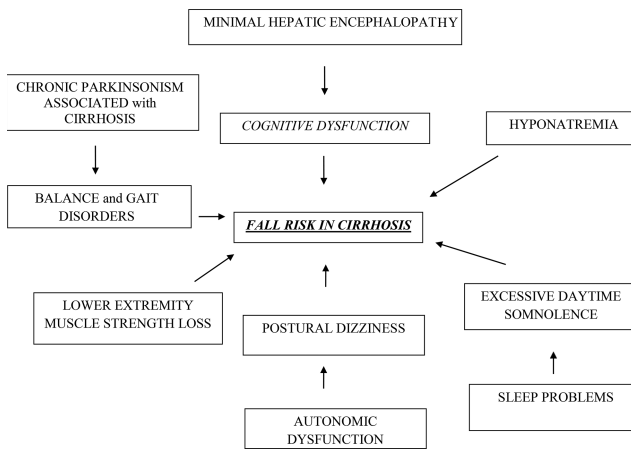 MINIMAL HEPATIC ENCEPHALOPATHY
CHRONIC PARKINSONISM
ASSOCIATED with
CIRRHOSIS
COGNITIVE DYSFUNCTION
HYPONATREMIA
BALANCE and GAIT
DISORDERS
FALL RISK IN CIRRHOSIS
LOWER EXTREMITY
MUSCLE STRENGTH LOSS
POSTURAL DIZZINESS
EXCESSIVE DAYTIME
SOMNOLENCE
SLEEP PROBLEMS
AUTONOMIC
DYSFUNCTION